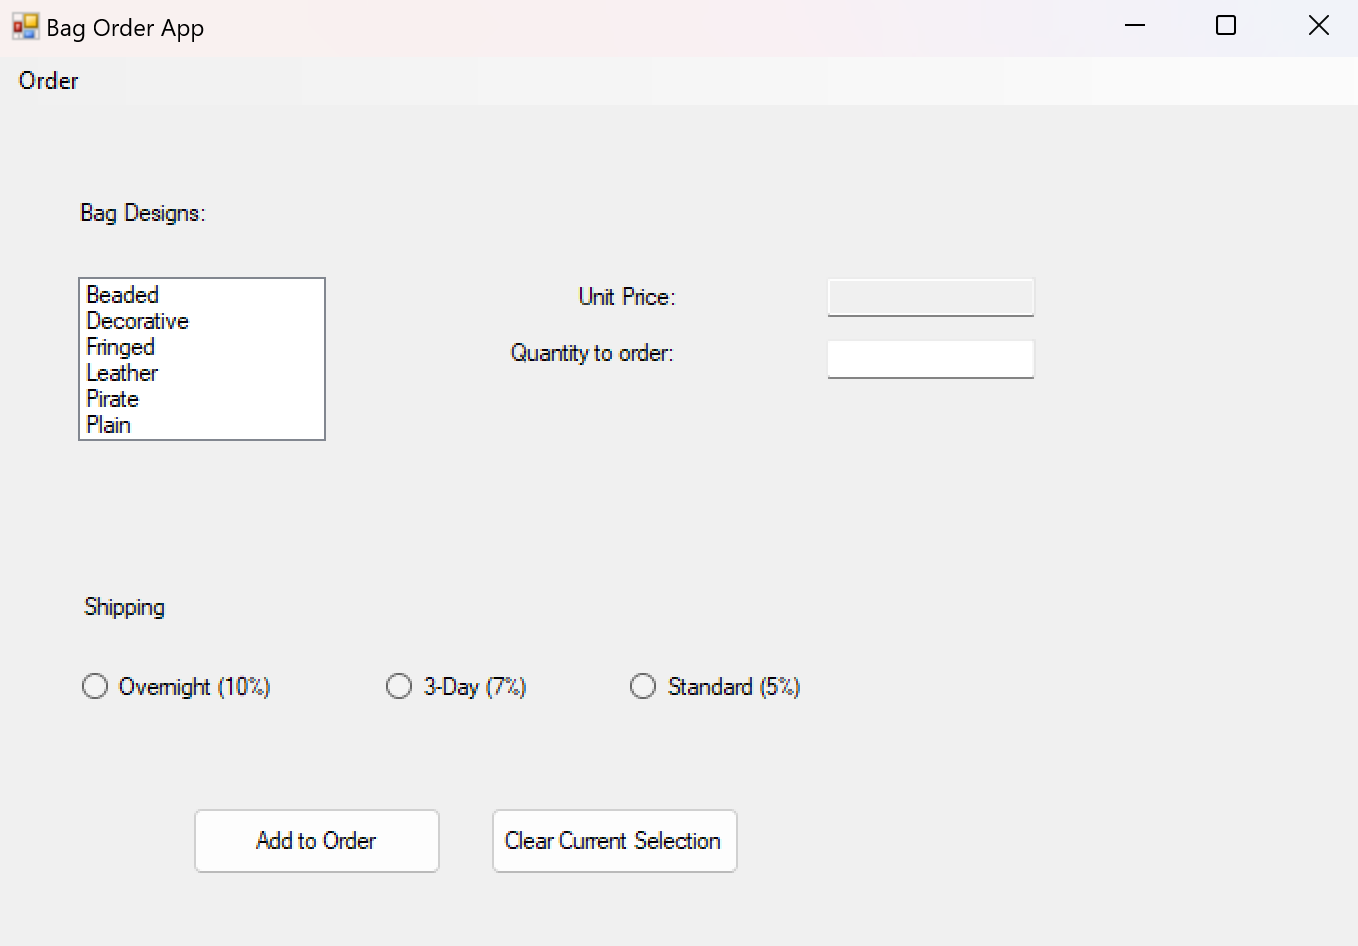 Bag Order App
Order
Bag Designs:
Beaded
Decorative
Fringed
Leather
Pirate
Plain
Unit Price:
Quantity to order:
Shipping
Overnight (10%)
3-Day (7%)
Standard (5%)
Add to Order
Clear Current Selection